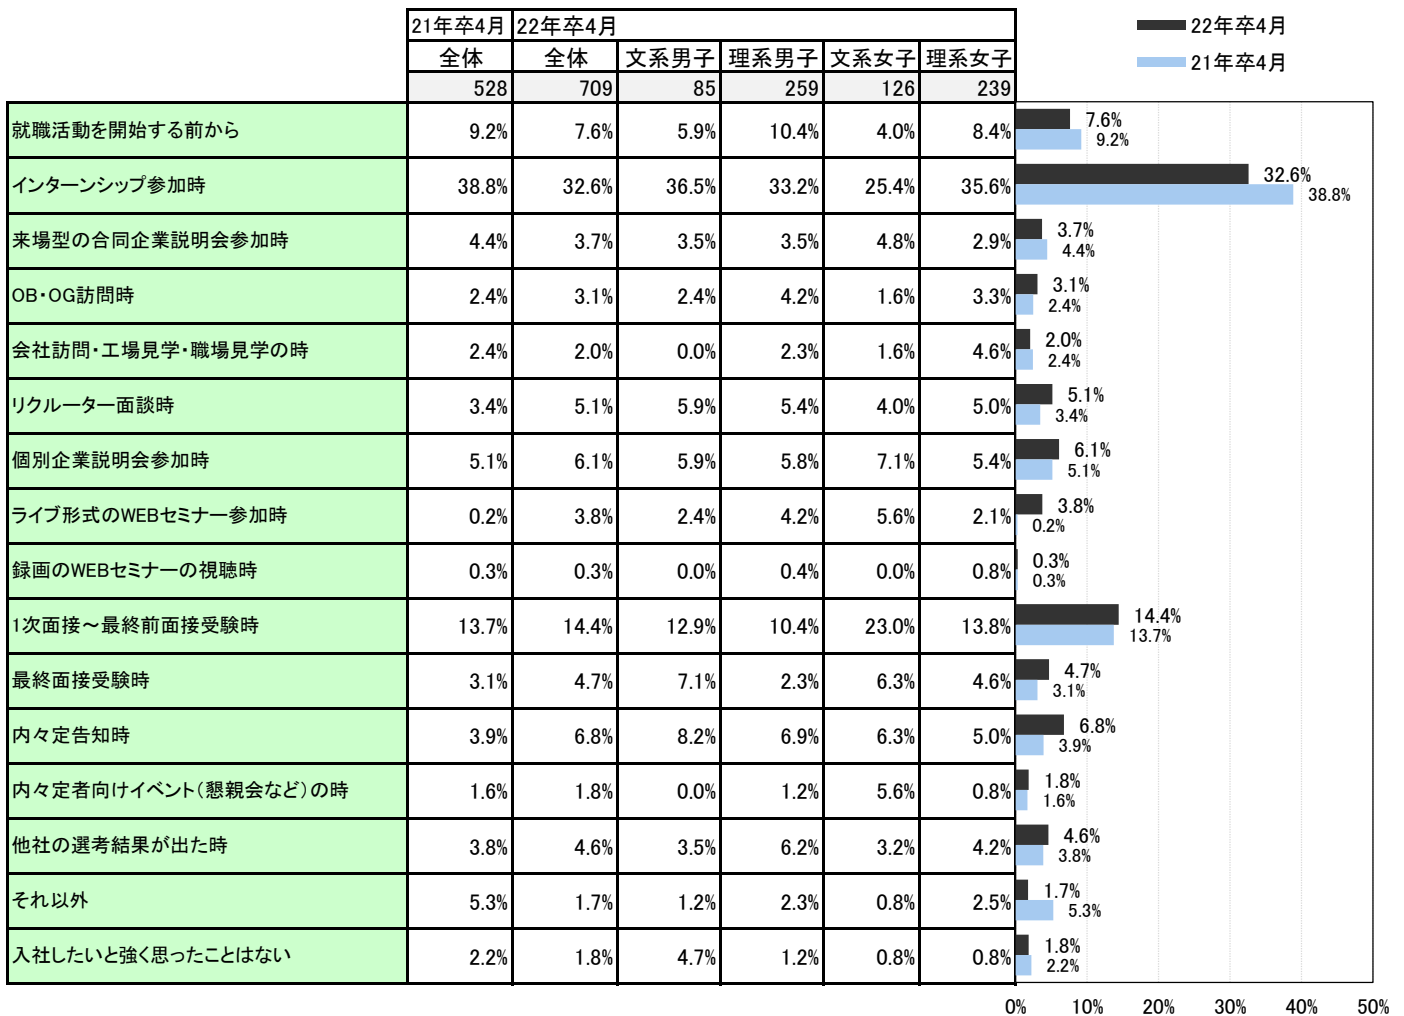 21年卒4月 22年卒4月
全体 全体 文系男子 理系男子 文系女子 理系女子
528 709 85 259 126 239
22年卒4月
21年卒4月
就職活動を開始する前から 9.2% 7.6% 5.9% 10.4% 4.0% 8.4%
7.6%
9.2%
インターンシップ参加時 38.8% 32.6% 36.5% 33.2% 25.4% 35.6%
32.6%
38.8%
来場型の合同企業説明会参加時 4.4% 3.7% 3.5% 3.5% 4.8% 2.9%
3.7%
4.4%
OB・OG訪問時 2.4% 3.1% 2.4% 4.2% 1.6% 3.3%
3.1%
2.4%
会社訪問・工場見学・職場見学の時 2.4% 2.0% 0.0% 2.3% 1.6% 4.6%
2.0%
2.4%
リクルーター面談時 3.4% 5.1% 5.9% 5.4% 4.0% 5.0%
5.1%
3.4%
個別企業説明会参加時 5.1% 6.1% 5.9% 5.8% 7.1% 5.4%
6.1%
5.1%
ライブ形式のWEBセミナー参加時 0.2% 3.8% 2.4% 4.2% 5.6% 2.1%
3.8%
0.2%
録画のWEBセミナーの視聴時 0.3% 0.3% 0.0% 0.4% 0.0% 0.8%
0.3%
0.3%
1次面接～最終前面接受験時 13.7% 14.4% 12.9% 10.4% 23.0% 13.8%
14.4%
13.7%
最終面接受験時 3.1% 4.7% 7.1% 2.3% 6.3% 4.6%
4.7%
3.1%
内々定告知時 3.9% 6.8% 8.2% 6.9% 6.3% 5.0%
6.8%
3.9%
内々定者向けイベント（懇親会など）の時 1.6% 1.8% 0.0% 1.2% 5.6% 0.8%
1.8%
1.6%
他社の選考結果が出た時 3.8% 4.6% 3.5% 6.2% 3.2% 4.2%
4.6%
3.8%
それ以外 5.3% 1.7% 1.2% 2.3% 0.8% 2.5%
1.7%
5.3%
入社したいと強く思ったことはない 2.2% 1.8% 4.7% 1.2% 0.8% 0.8%
1.8%
2.2%
0% 10% 20% 30% 40% 50%